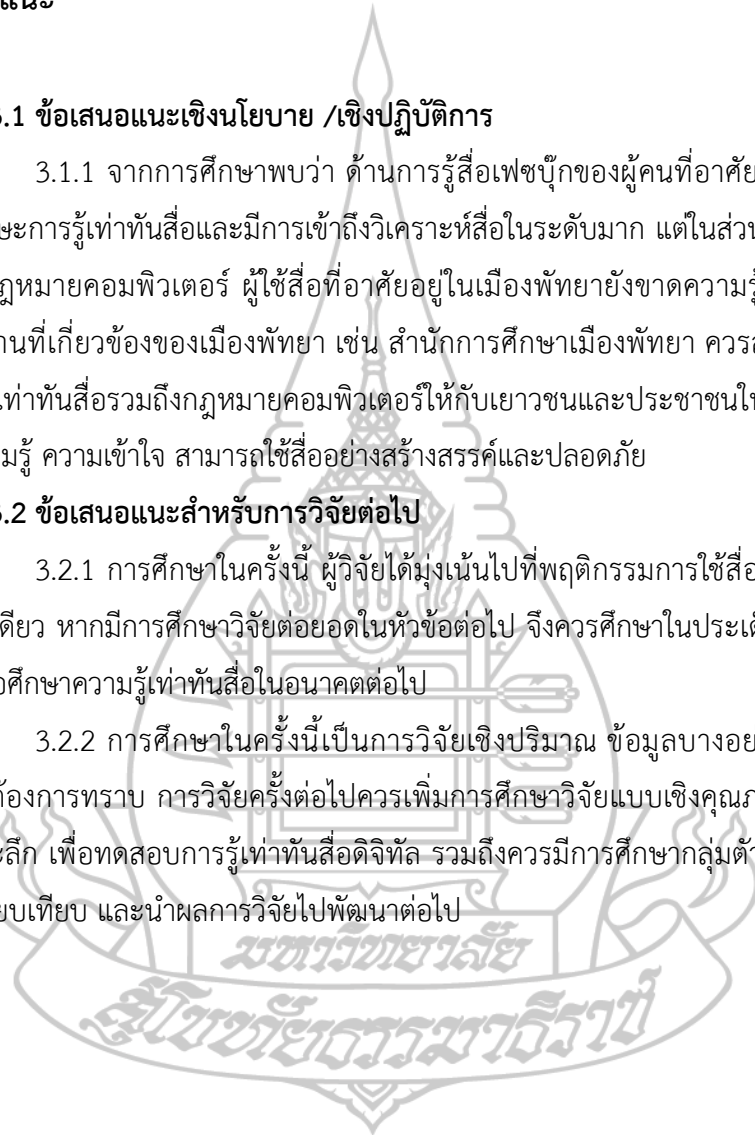 แนะ
3.1 ข้อเสนอแนะเชิงนโยบาย /เชิงปฏิบัติการ
3.1.1 จากการศึกษาพบว่า ด้านการรู้สื่อเฟซบุ๊กของผู้คนที่อาศัย
ษะการรู้เท่าทันสื่อและมีการเข้าถึงวิเคราะห์สื่อในระดับมาก แต่ในส่วน
ฎหมายคอมพิวเตอร์ ผู้ใช้สื่อที่อาศัยอยู่ในเมืองพัทยายังขาดความรู้
านที่เกี่ยวข้องของเมืองพัทยา เช่น สำนักการศึกษาเมืองพัทยา ควร
เท่าทันสื่อรวมถึงกฎหมายคอมพิวเตอร์ให้กับเยาวชนและประชาชนใน
มรู้ ความเข้าใจ สามารถใช้สื่ออย่างสร้างสรรค์และปลอดภัย
3.2 ข้อเสนอแนะสำหรับการวิจัยต่อไป
3.2.1 การศึกษาในครั้งนี้ ผู้วิจัยได้มุ่งเน้นไปที่พฤติกรรมการใช้สื่อ
เดียว หากมีการศึกษาวิจัยต่อยอดในหัวข้อต่อไป จึงควรศึกษาในประเด
อศึกษาความรู้เท่าทันสื่อในอนาคตต่อไป
3.2.2 การศึกษาในครั้งนี้เป็นการวิจัยเชิงปริมาณ ข้อมูลบางอย
ต้องการทราบ การวิจัยครั้งต่อไปควรเพิ่มการศึกษาวิจัยแบบเชิงคุณภ
ะลึก เพื่อทดสอบการรู้เท่าทันสื่อดิจิทัล รวมถึงควรมีการศึกษากลุ่มตัว
ยบเทียบ และนำผลการวิจัยไปพัฒนาต่อไป
มหาวิทยาลัย
สุโขทัยธรรมาธิราช